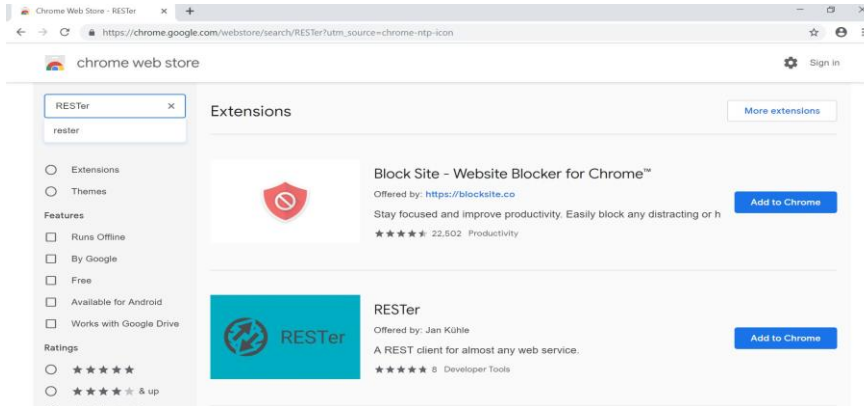 Chrome Web Store - RESTer
https://chrome.google.com/webstore/search/RESTer?utm_source=chrome-ntp-icon
chrome web store
Sign in
RESTer
rester
Extensions
Themes
Features
Runs Offline
By Google
Free
Available for Android
Works with Google Drive
Ratings
& up
Extensions
More extensions
Block Site - Website Blocker for Chrome™
Offered by: https://blocksite.co
Stay focused and improve productivity. Easily block any distracting or h
22,502 Productivity
Add to Chrome
RESTer
RESTer
Offered by: Jan Kühle
A REST client for almost any web service.
8 Developer Tools
Add to Chrome